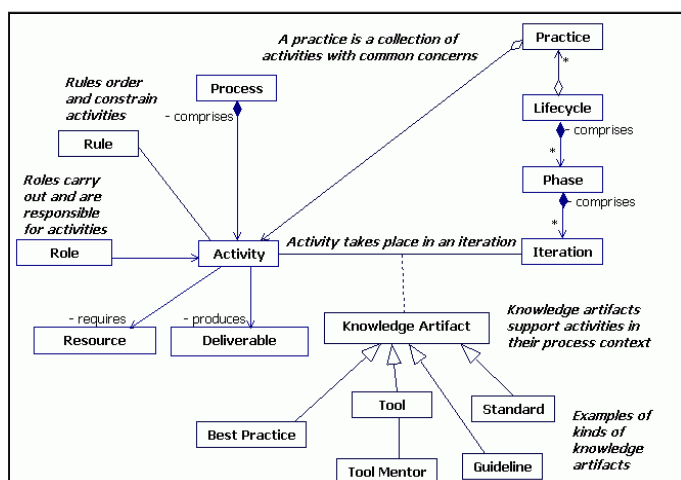 A practice is a collection of
activities with common concerns
Practice
*
Rules order
and constrain
activities
Process
- comprises
Lifecycle
- comprises
*
Rule
Phase
- comprises
*
Roles carry
out and are
responsible
for activities
Role
Activity
Activity takes place in an iteration
Iteration
- requires
- produces
Resource
Deliverable
Knowledge Artifact
Knowledge artifacts
support activities in
their process context
Best Practice
Tool
Standard
Tool Mentor
Guideline
Examples of
kinds of
knowledge
artifacts